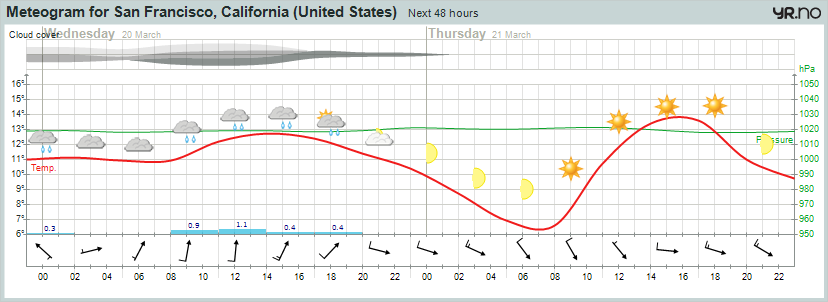 Meteogram for San Francisco, California (United States) Next 48 hours
YR.NO
Cloud cover
Wednesday 20 March
Thursday 21 March
hPa
16° 1050
15° 1040
14° 1030
13° 1020
12° 1010
Pressure
11° 1000
Temp.
10° 990
9° 980
8° 970
7° 960
0.3 0.9 1.1 0.4 0.4
6° 950
00 02 04 06 08 10 12 14 16 18 20 22 00 02 04 06 08 10 12 14 16 18 20 22